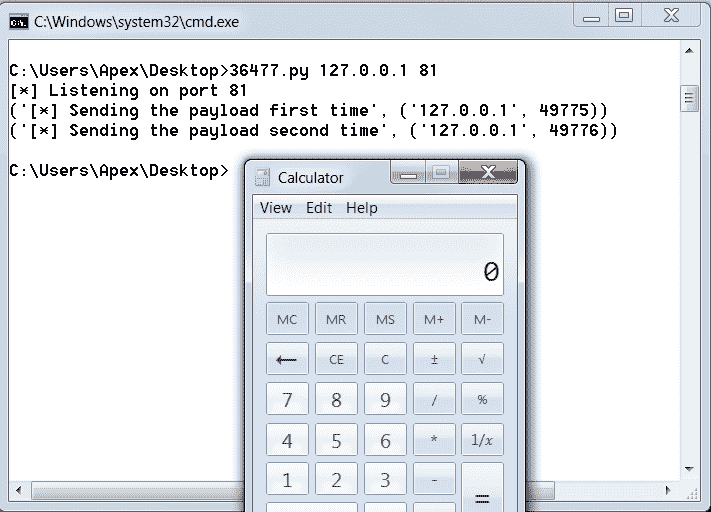 C:\Windows\system32\cmd.exe
C:\Users\Apex\Desktop>36477.py 127.0.0.1 81
[*] Listening on port 81
('[*] Sending the payload first time', ('127.0.0.1', 49775))
('[*] Sending the payload second time', ('127.0.0.1', 49776))
C:\Users\Apex\Desktop>
Calculator
View Edit Help
0
MC MR MS M+ M-
← CE C ± √
7 8 9 / %
4 5 6 * 1/x
1 2 3 - =